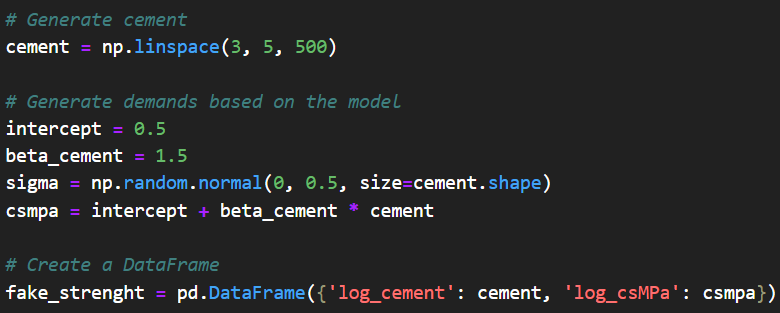 # Generate cement
cement = np.linspace(3, 5, 500)
# Generate demands based on the model
intercept = 0.5
beta_cement = 1.5
sigma = np.random.normal(0, 0.5, size=cement.shape)
csmpa = intercept + beta_cement * cement
# Create a DataFrame
fake_strenght = pd.DataFrame({'log_cement': cement, 'log_csMPa': csmpa})